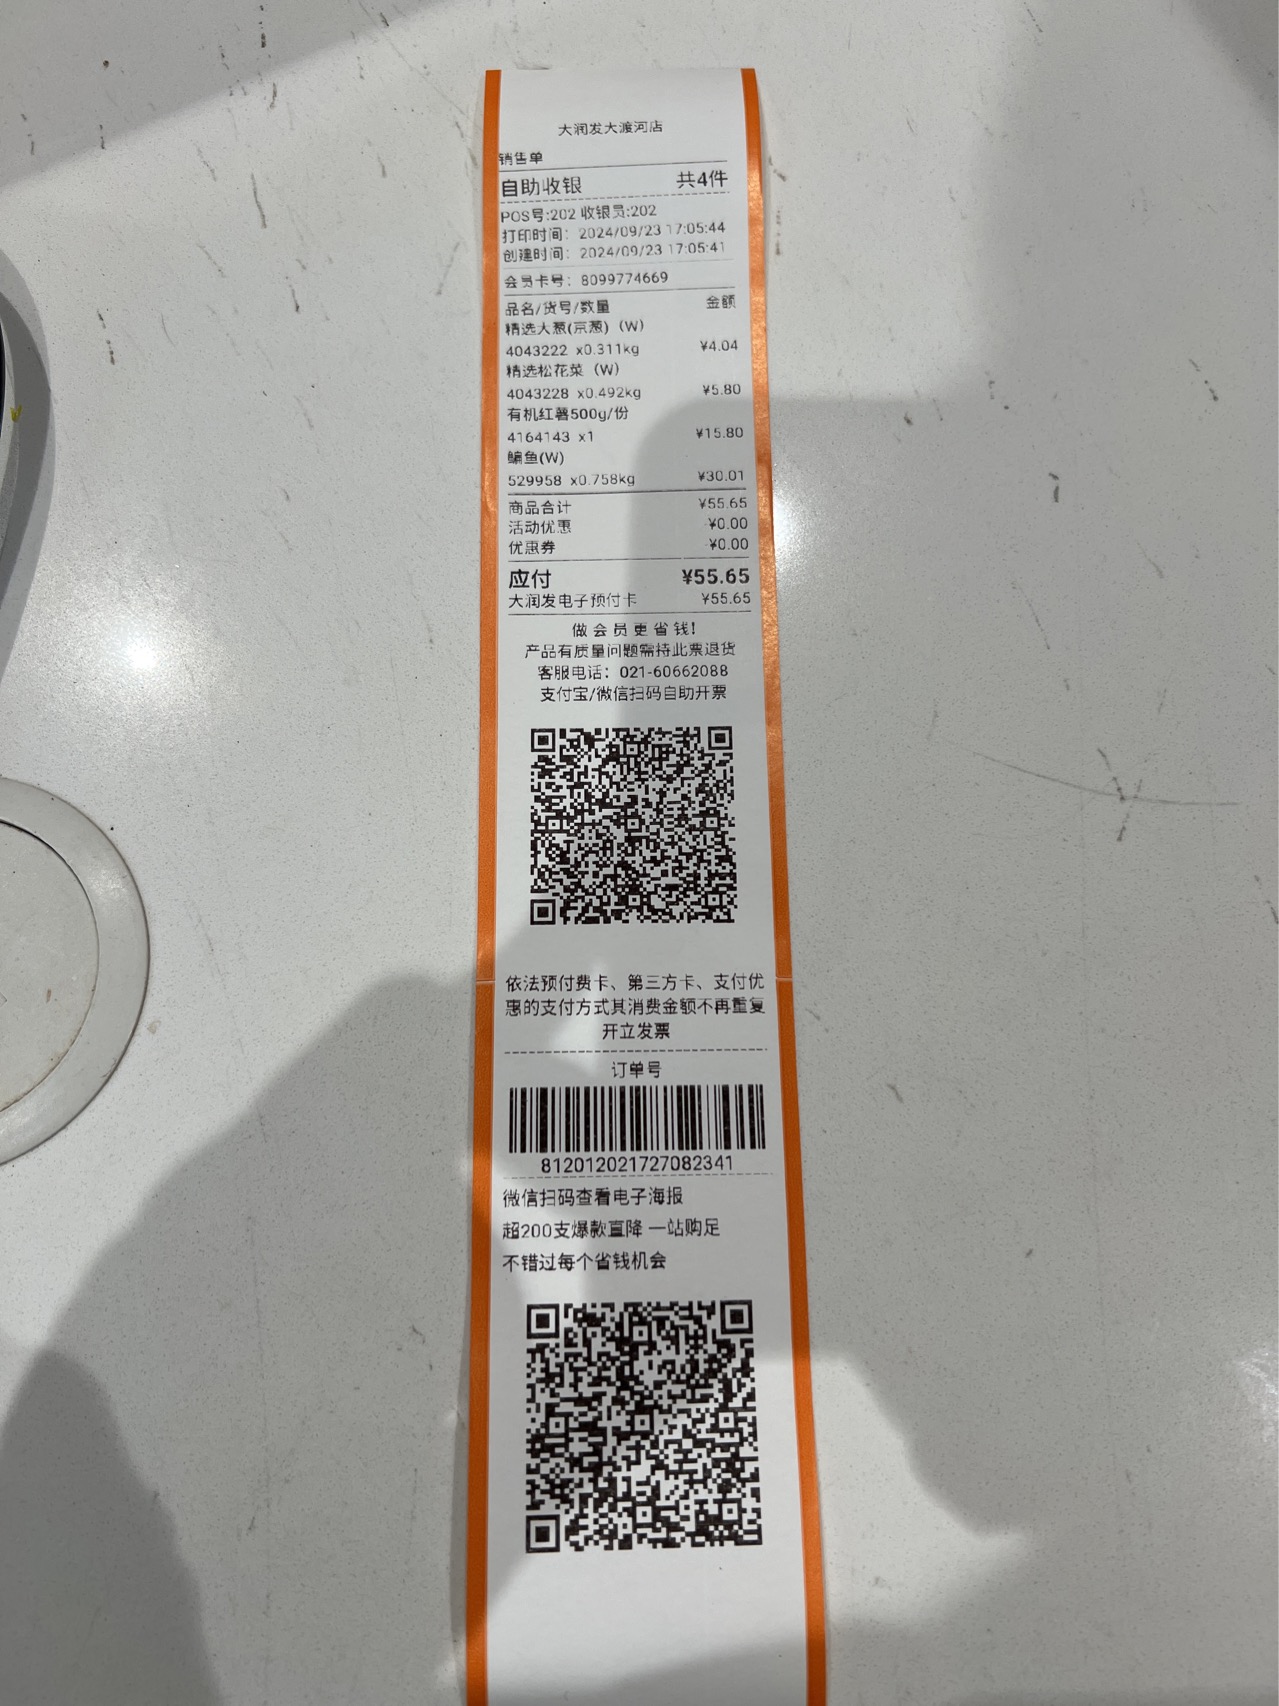 大润发大渡河店
销售单
自助收银 共4件
POS号:202 收银员:202
打印时间: 2024/09/23 17:05:44
创建时间: 2024/09/23 17:05:41
会员卡号: 8099774669
品名/货号/数量 金额
精选大葱(京葱)（W）
4043222 x0.311kg ¥4.04
精选松花菜（W）
4043228 x0.492kg ¥5.80
有机红薯500g/份
4164143 x1 ¥15.80
鳊鱼(W)
529958 x0.758kg ¥30.01
商品合计 ¥55.65
活动优惠 -¥0.00
优惠券 -¥0.00
应付 ¥55.65
大润发电子预付卡 ¥55.65
做会员更省钱!
产品有质量问题需持此票退货
客服电话: 021-60662088
支付宝/微信扫码自助开票
依法预付费卡、第三方卡、支付优
惠的支付方式其消费金额不再重复
开立发票
订单号
812012021727082341
微信扫码查看电子海报
超200支爆款直降 一站购足
不错过每个省钱机会